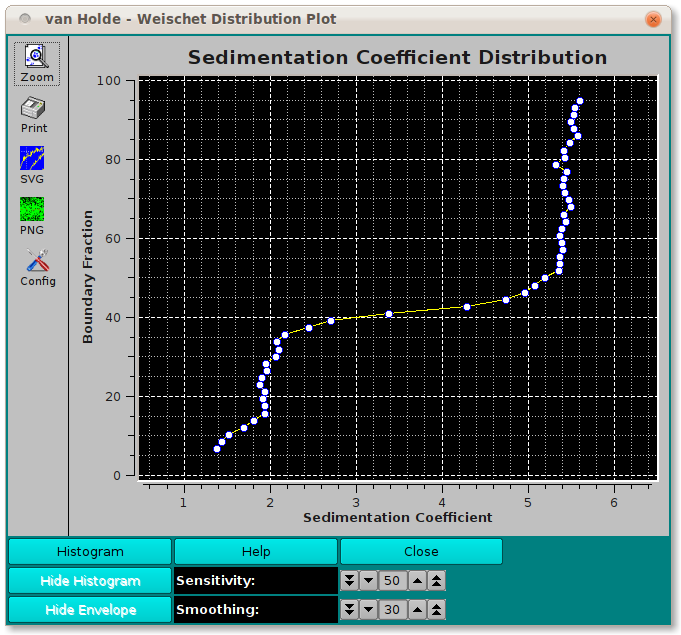 van Holde - Weischet Distribution Plot
Zoom
Print
SVG
PNG
Config
Sedimentation Coefficient Distribution
Boundary Fraction
100
80
60
40
20
0
1 2 3 4 5 6
Sedimentation Coefficient
Histogram Help Close
Hide Histogram Sensitivity: 50
Hide Envelope Smoothing: 30